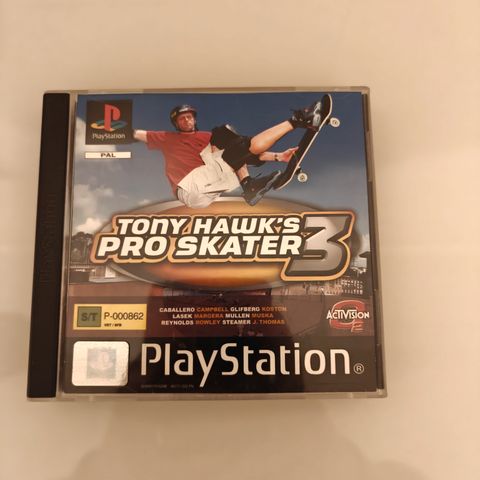 PlayStation
PAL
TONY HAWK'S
PRO SKATER 3
CABALLERO CAMPBELL GLIFBERG KOSTON
LASEK MARGERA MULLEN MUSKA
REYNOLDS ROWLEY STEAMER J. THOMAS
S/T P-000862
ACTIVISION
PlayStation®
PlayStation